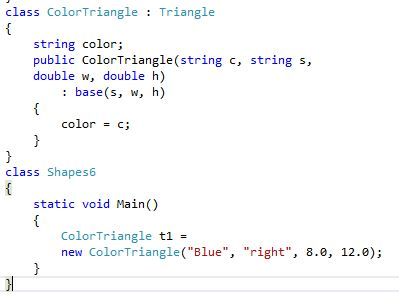 class ColorTriangle : Triangle
{
string color;
public ColorTriangle(string c, string s,
double w, double h)
: base(s, w, h)
{
color = c;
}
}
class Shapes6
{
static void Main()
{
ColorTriangle t1 =
new ColorTriangle("Blue", "right", 8.0, 12.0);
}
}